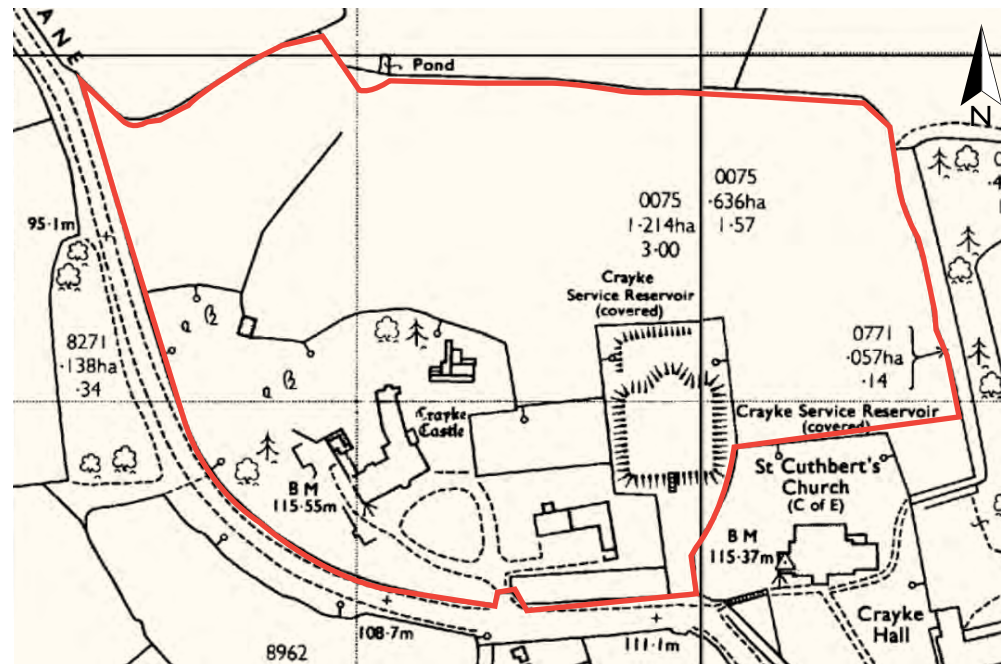 ANE
Pond
N
0075
·636ha
1·57
0075
1·214ha
3·00
95·1m
Crayke
Service Reservoir
(covered)
8271
·138ha
·34
0771
·057ha
·14
Crayke
Castle
Crayke Service Reservoir
(covered)
B M
115·55m
St Cuthbert's
Church
(C of E)
B M
115·37m
Crayke
Hall
108·7m
111·1m
8962